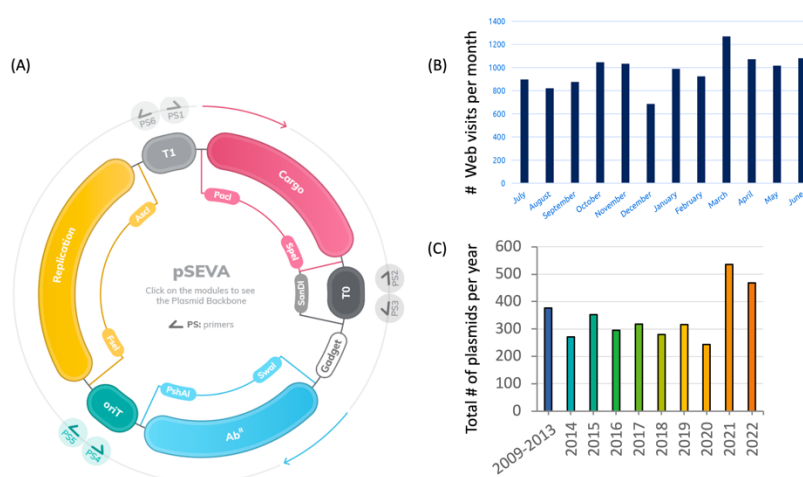 (A)
PS6
PS1
T1
Cargo
PacI
SpeI
Replication
AscI
FseI
pSEVA
Click on the modules to see
the Plasmid Backbone
PS: primers
SanDI
T0
PS2
PS3
Gadget
SwaI
PshAI
Abᴿ
oriT
PS5
PS4
(B)
# Web visits per month
1400
1200
1000
800
600
400
200
0
July
August
September
October
November
December
January
February
March
April
May
June
(C)
Total # of plasmids per year
600
500
400
300
200
100
0
2009-2013
2014
2015
2016
2017
2018
2019
2020
2021
2022